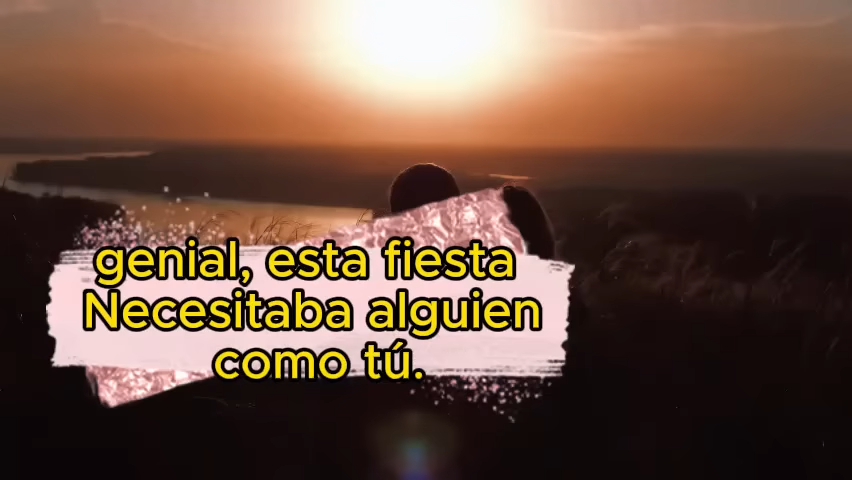 genial, esta fiesta
Necesitaba alguien
como tú.